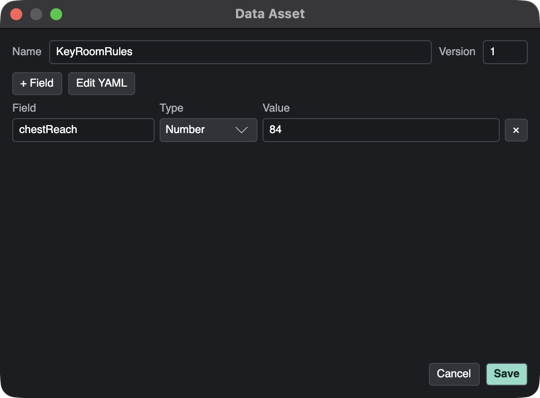 Data Asset
Name KeyRoomRules Version 1
+ Field Edit YAML
Field Type Value
chestReach Number 84 ×
Cancel Save